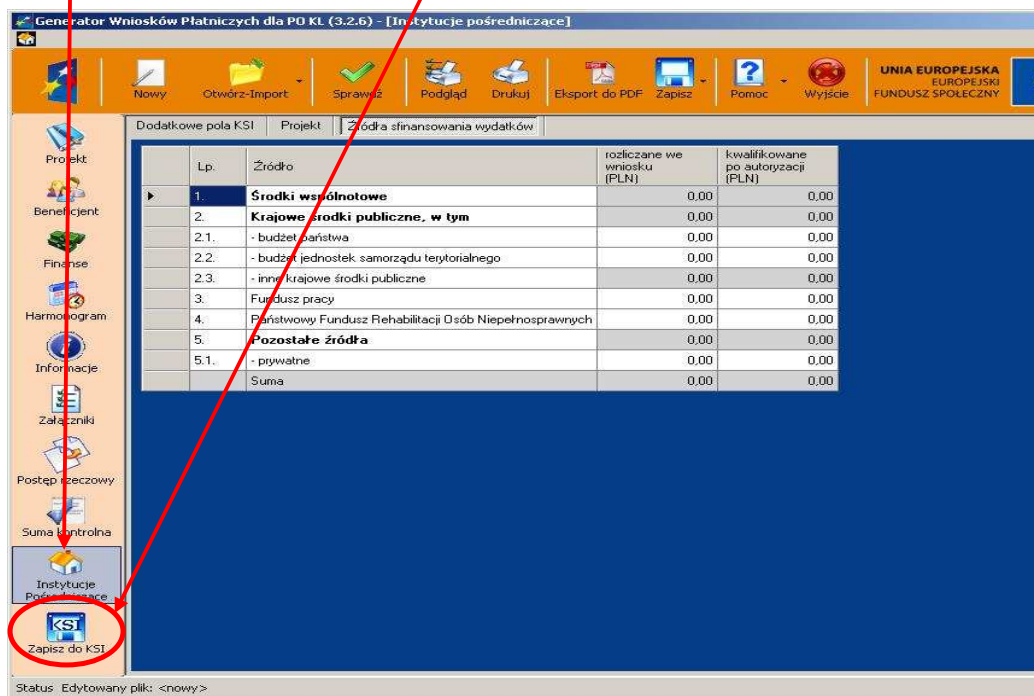 Generator Wniosków Płatniczych dla PO KL (3.2.6) - [Instytucje pośredniczące]
Nowy Otwórz-Import Sprawdź Podgląd Drukuj Eksport do PDF Zapisz Pomoc Wyjście
UNIA EUROPEJSKA
EUROPEJSKI
FUNDUSZ SPOŁECZNY
Dodatkowe pola KSI Projekt Źródła sfinansowania wydatków
Projekt
Beneficjent
Finanse
Harmonogram
Informacje
Załączniki
Postęp rzeczowy
Suma kontrolna
Instytucje
Pośredniczące
KSI
Zapisz do KSI
Lp. Źródło rozliczane we wniosku (PLN) kwalifikowane po autoryzacji (PLN)
1. Środki wspólnotowe 0,00 0,00
2. Krajowe środki publiczne, w tym 0,00 0,00
2.1. - budżet państwa 0,00 0,00
2.2. - budżet jednostek samorządu terytorialnego 0,00 0,00
2.3. - inne krajowe środki publiczne 0,00 0,00
3. Fundusz pracy 0,00 0,00
4. Państwowy Fundusz Rehabilitacji Osób Niepełnosprawnych 0,00 0,00
5. Pozostałe źródła 0,00 0,00
5.1. - prywatne 0,00 0,00
Suma 0,00 0,00
Status Edytowany plik: <nowy>